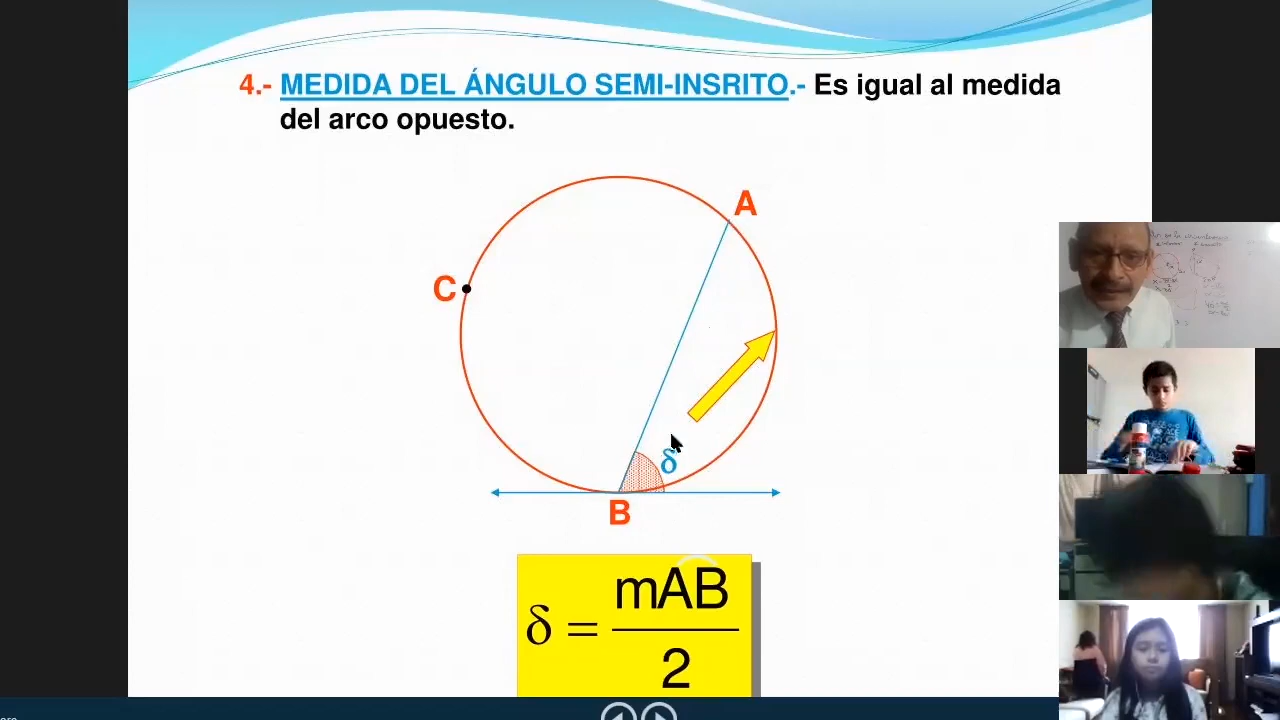 4.- MEDIDA DEL ÁNGULO SEMI-INSRITO.- Es igual al medida
del arco opuesto.
A
C
δ
B
δ = mAB
2